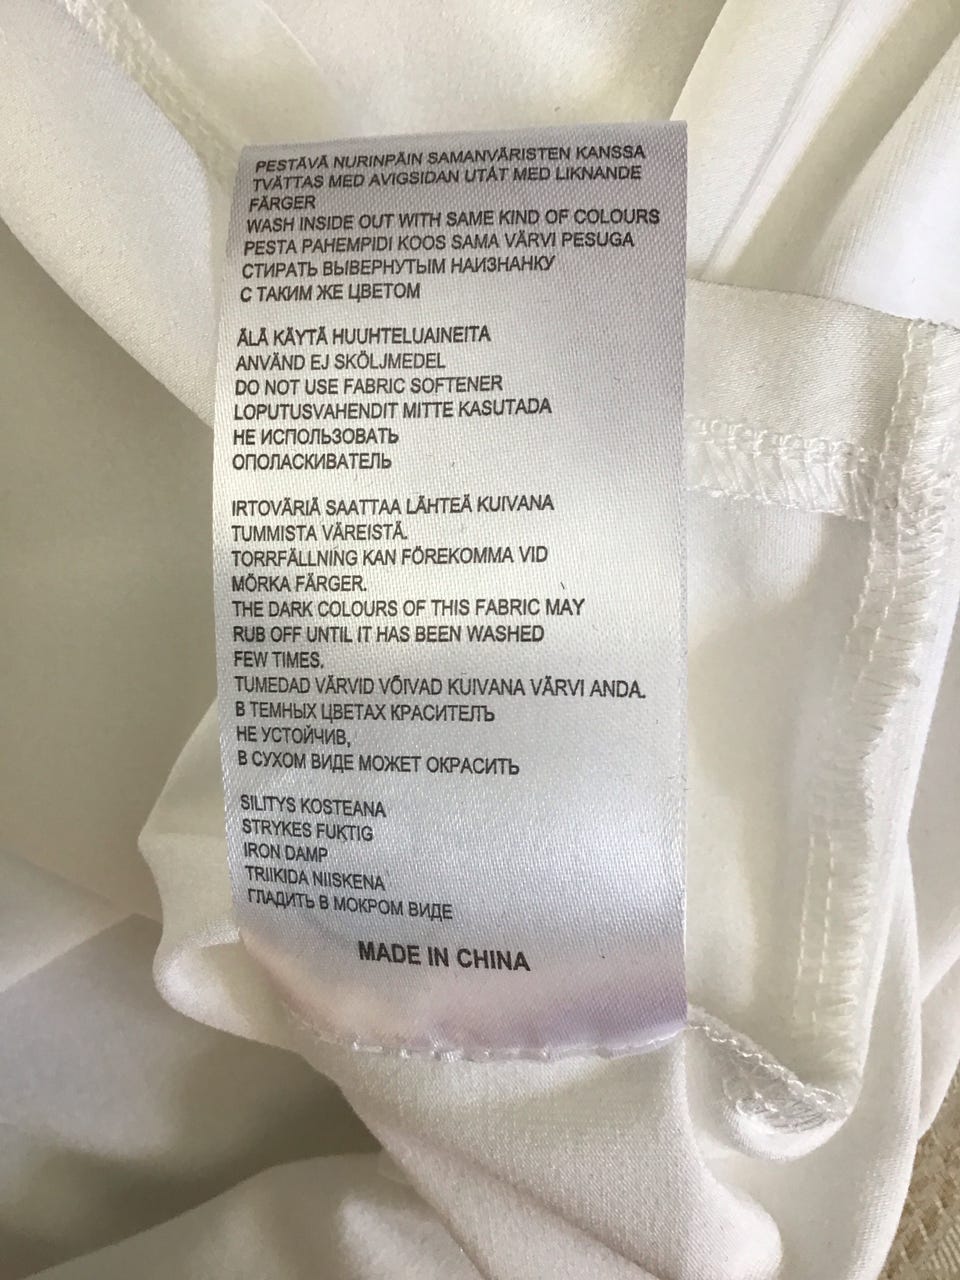 PESTÄVÄ NURINPÄIN SAMANVÄRISTEN KANSSA
TVÄTTAS MED AVIGSIDAN UTÅT MED LIKNANDE
FÄRGER
WASH INSIDE OUT WITH SAME KIND OF COLOURS
PESTA PAHEMPIDI KOOS SAMA VÄRVI PESUGA
СТИРАТЬ ВЫВЕРНУТЫМ НАИЗНАНКУ
С ТАКИМ ЖЕ ЦВЕТОМ
ÄLÄ KÄYTÄ HUUHTELUAINEITA
ANVÄND EJ SKÖLJMEDEL
DO NOT USE FABRIC SOFTENER
LOPUTUSVAHENDIT MITTE KASUTADA
НЕ ИСПОЛЬЗОВАТЬ
ОПОЛАСКИВАТЕЛЬ
IRTOVÄRIÄ SAATTAA LÄHTEÄ KUIVANA
TUMMISTA VÄREISTÄ.
TORRFÄLLNING KAN FÖREKOMMA VID
MÖRKA FÄRGER.
THE DARK COLOURS OF THIS FABRIC MAY
RUB OFF UNTIL IT HAS BEEN WASHED
FEW TIMES.
TUMEDAD VÄRVID VÕIVAD KUIVANA VÄRVI ANDA.
В ТЕМНЫХ ЦВЕТАХ КРАСИТЕЛЬ
НЕ УСТОЙЧИВ,
В СУХОМ ВИДЕ МОЖЕТ ОКРАСИТЬ
SILITYS KOSTEANA
STRYKES FUKTIG
IRON DAMP
TRIIKIDA NIISKENA
ГЛАДИТЬ В МОКРОМ ВИДЕ
MADE IN CHINA